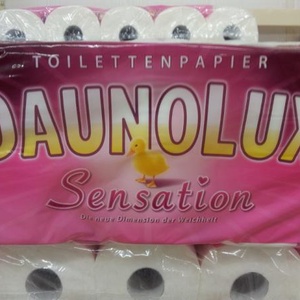 TOILETTENPAPIER
DAUNOLUX
Sensation
Die neue Dimension der Weichheit